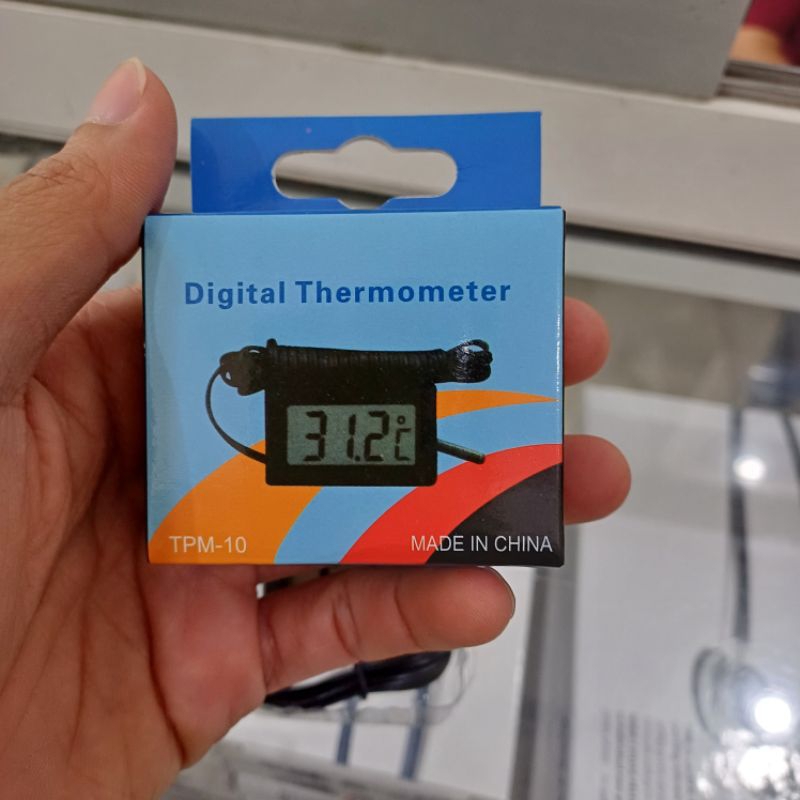 Digital Thermometer
31.2°C
TPM-10
MADE IN CHINA